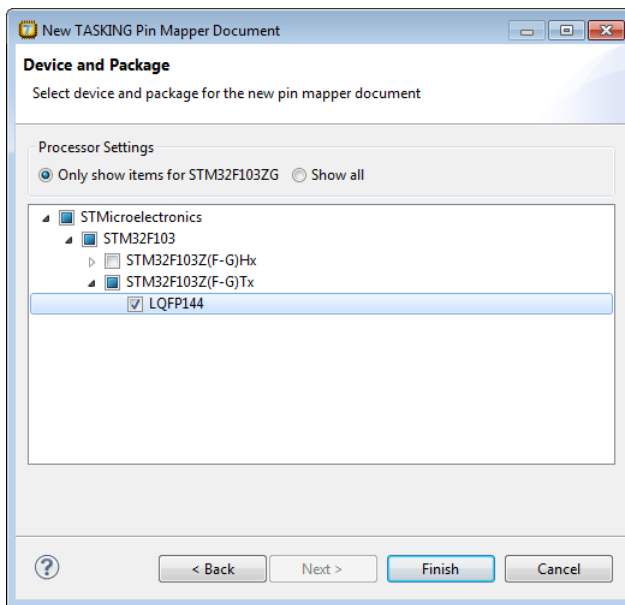 New TASKING Pin Mapper Document
Device and Package
Select device and package for the new pin mapper document
Processor Settings
Only show items for STM32F103ZG Show all
STMicroelectronics
STM32F103
STM32F103Z(F-G)Hx
STM32F103Z(F-G)Tx
LQFP144
? < Back Next > Finish Cancel